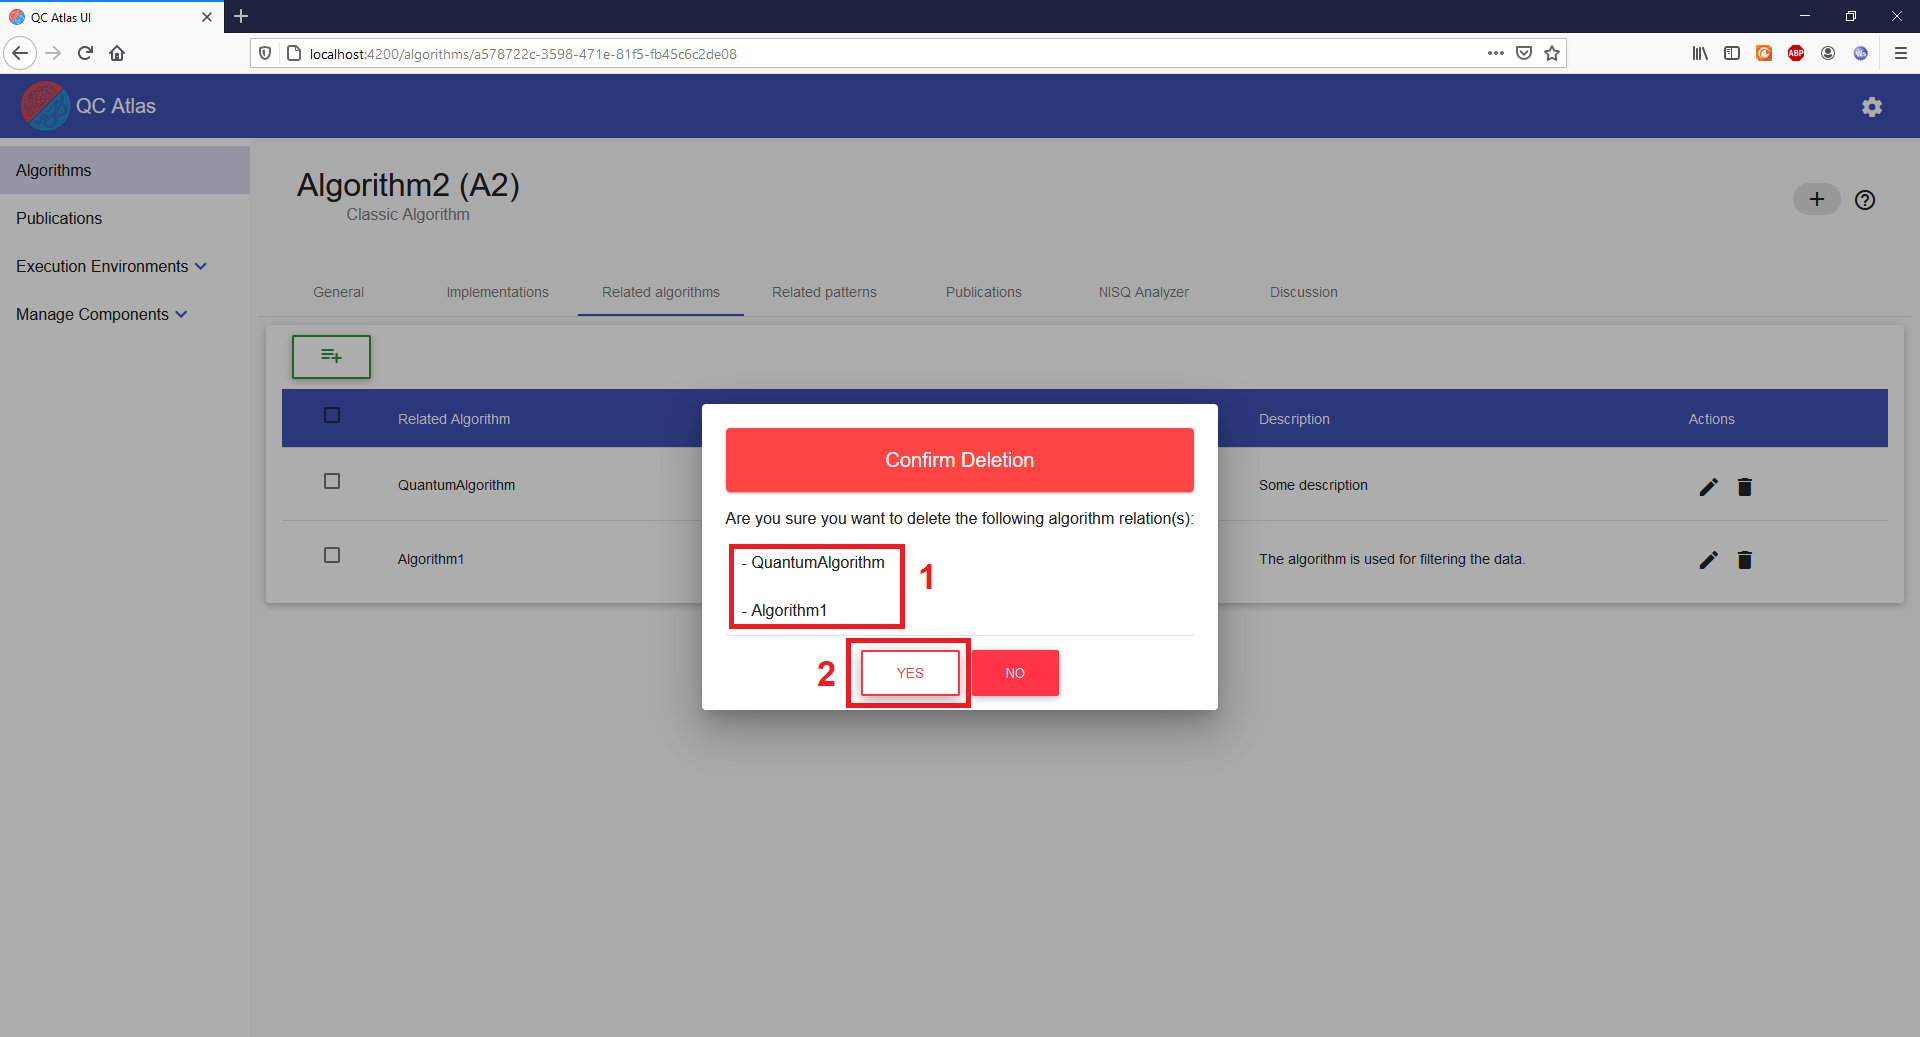 QC Atlas UI
localhost:4200/algorithms/a578722c-3598-471e-81f5-fb45c6c2de08
ABP
QC Atlas
Algorithms
Publications
Execution Environments
Manage Components
Algorithm2 (A2)
Classic Algorithm
General Implementations Related algorithms Related patterns Publications NISQ Analyzer Discussion
Related Algorithm Description Actions
QuantumAlgorithm Some description
Algorithm1 The algorithm is used for filtering the data.
Confirm Deletion
Are you sure you want to delete the following algorithm relation(s):
- QuantumAlgorithm
1
- Algorithm1
2 YES NO